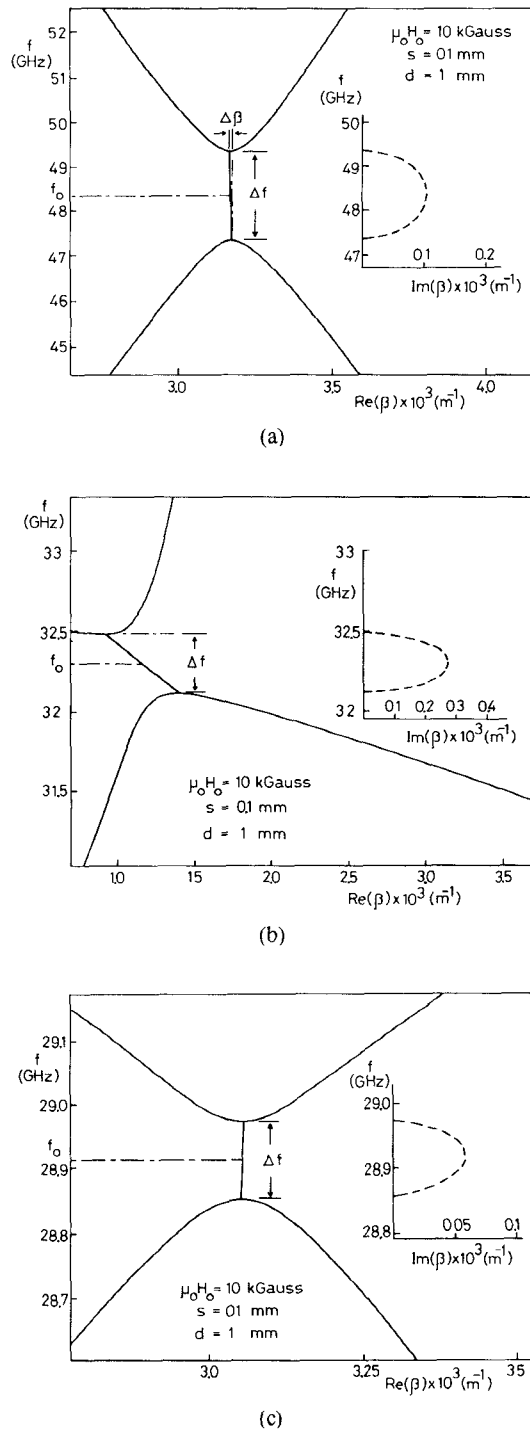 52
f
(GHz)
51
50
49
f₀
48
47
46
45
μ₀H₀ = 10 kGauss
s = 01 mm
d = 1 mm
Δβ
Δf
f
(GHz)
50
49
48
47
0.1 0.2
Im(β)×10³(m⁻¹)
3.0 3.5 4.0
Re(β)×10³(m⁻¹)
(a)
f
(GHz)
33
32.5
f₀
32
31.5
Δf
f
(GHz)
33
32.5
32
0.1 0.2 0.3 0.4
Im(β)×10³(m⁻¹)
μ₀H₀ = 10 kGauss
s = 0.1 mm
d = 1 mm
1.0 1.5 2.0 2.5 3.0 3.5
Re(β)×10³(m⁻¹)
(b)
29.1
f
(GHz)
29.0
f₀
28.9
28.8
28.7
Δf
f
(GHz)
29.0
28.9
28.8
0.05 0.1
Im(β)×10³(m⁻¹)
μ₀H₀ = 10 kGauss
s = 01 mm
d = 1 mm
3.0 3.25 3.5
Re(β)×10³(m⁻¹)
(c)